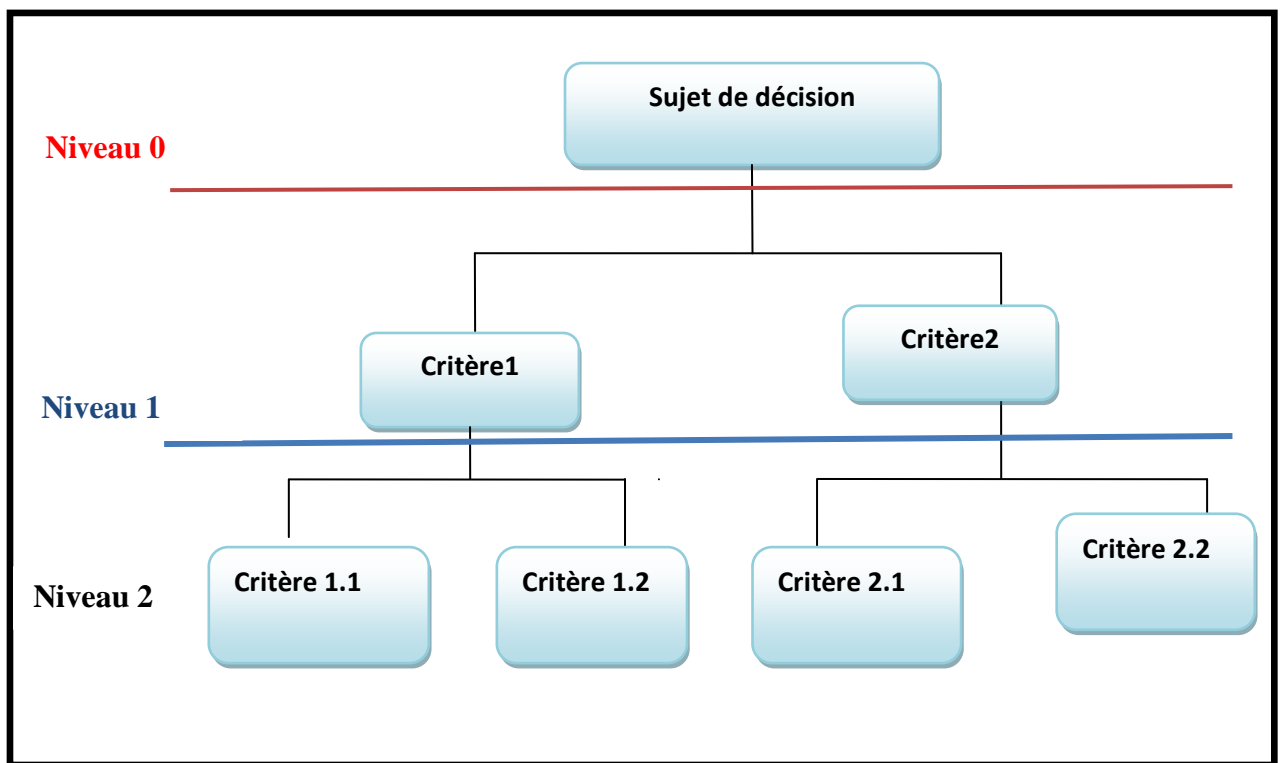 Sujet de décision
Niveau 0
Critère1
Critère2
Niveau 1
Critère 1.1
Critère 1.2
Critère 2.1
Critère 2.2
Niveau 2